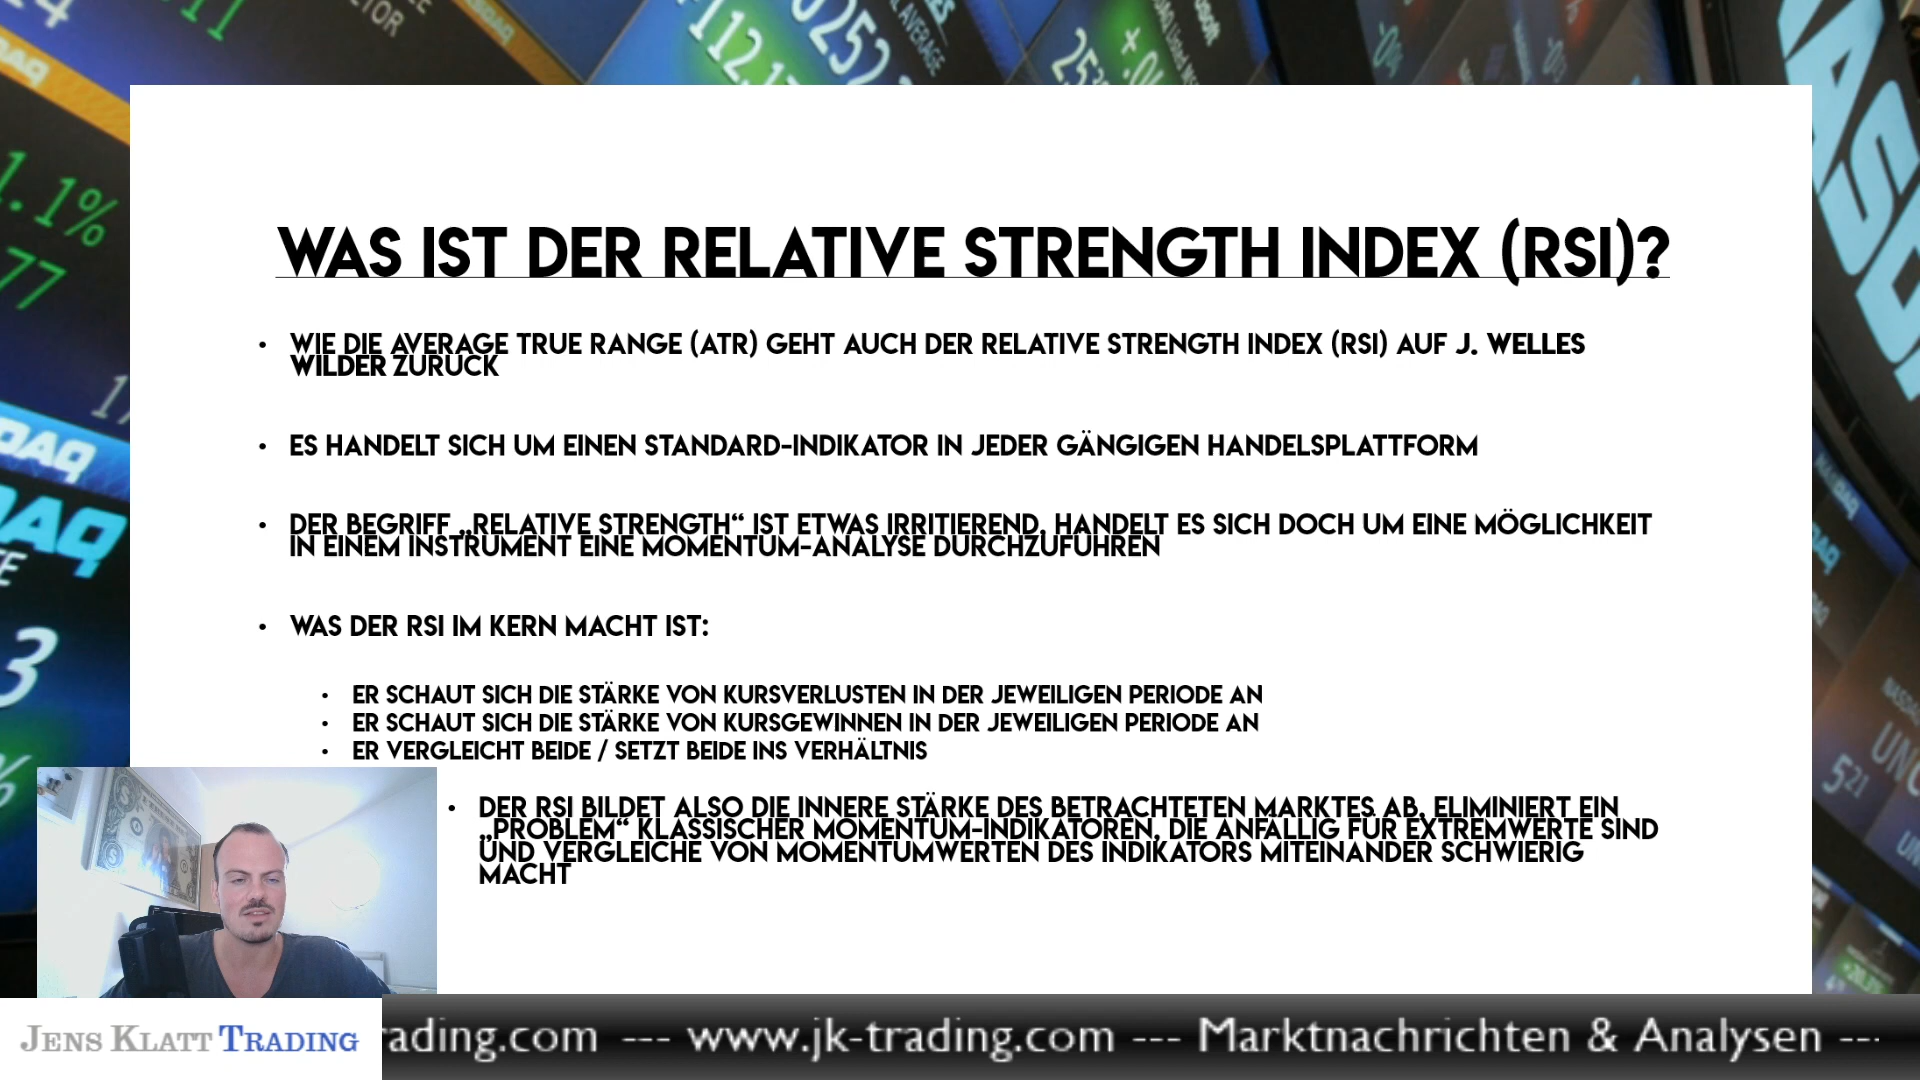 WAS IST DER RELATIVE STRENGTH INDEX (RSI)?
• WIE DIE AVERAGE TRUE RANGE (ATR) GEHT AUCH DER RELATIVE STRENGTH INDEX (RSI) AUF J. WELLES
WILDER ZURÜCK
• ES HANDELT SICH UM EINEN STANDARD-INDIKATOR IN JEDER GÄNGIGEN HANDELSPLATTFORM
• DER BEGRIFF „RELATIVE STRENGTH“ IST ETWAS IRRITIEREND, HANDELT ES SICH DOCH UM EINE MÖGLICHKEIT
IN EINEM INSTRUMENT EINE MOMENTUM-ANALYSE DURCHZUFÜHREN
• WAS DER RSI IM KERN MACHT IST:
• ER SCHAUT SICH DIE STÄRKE VON KURSVERLUSTEN IN DER JEWEILIGEN PERIODE AN
• ER SCHAUT SICH DIE STÄRKE VON KURSGEWINNEN IN DER JEWEILIGEN PERIODE AN
• ER VERGLEICHT BEIDE / SETZT BEIDE INS VERHÄLTNIS
• DER RSI BILDET ALSO DIE INNERE STÄRKE DES BETRACHTETEN MARKTES AB, ELIMINIERT EIN
„PROBLEM“ KLASSISCHER MOMENTUM-INDIKATOREN, DIE ANFÄLLIG FÜR EXTREMWERTE SIND
UND VERGLEICHE VON MOMENTUMWERTEN DES INDIKATORS MITEINANDER SCHWIERIG
MACHT
JENS KLATT TRADING
rading.com --- www.jk-trading.com --- Marktnachrichten & Analysen ---